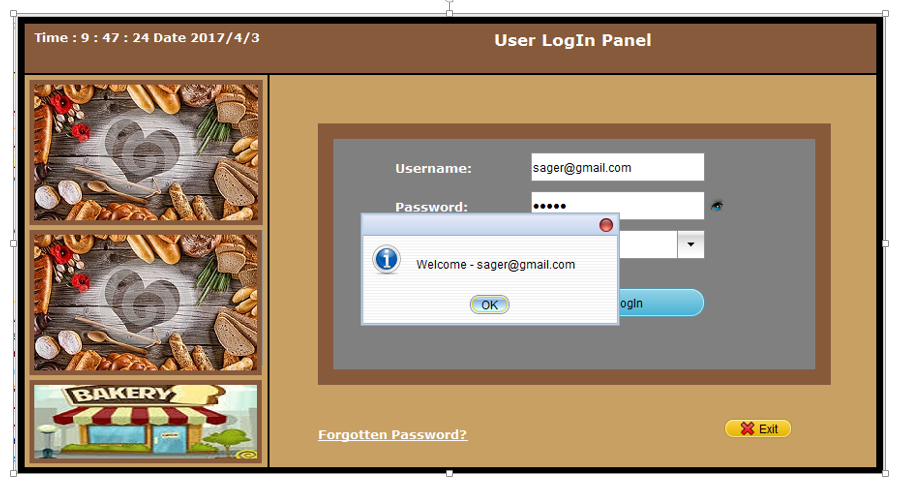 Time : 9 : 47 : 24 Date 2017/4/3
User LogIn Panel
Username:
sager@gmail.com
Password:
•••••
Welcome - sager@gmail.com
OK
ogIn
BAKERY
Forgotten Password?
Exit